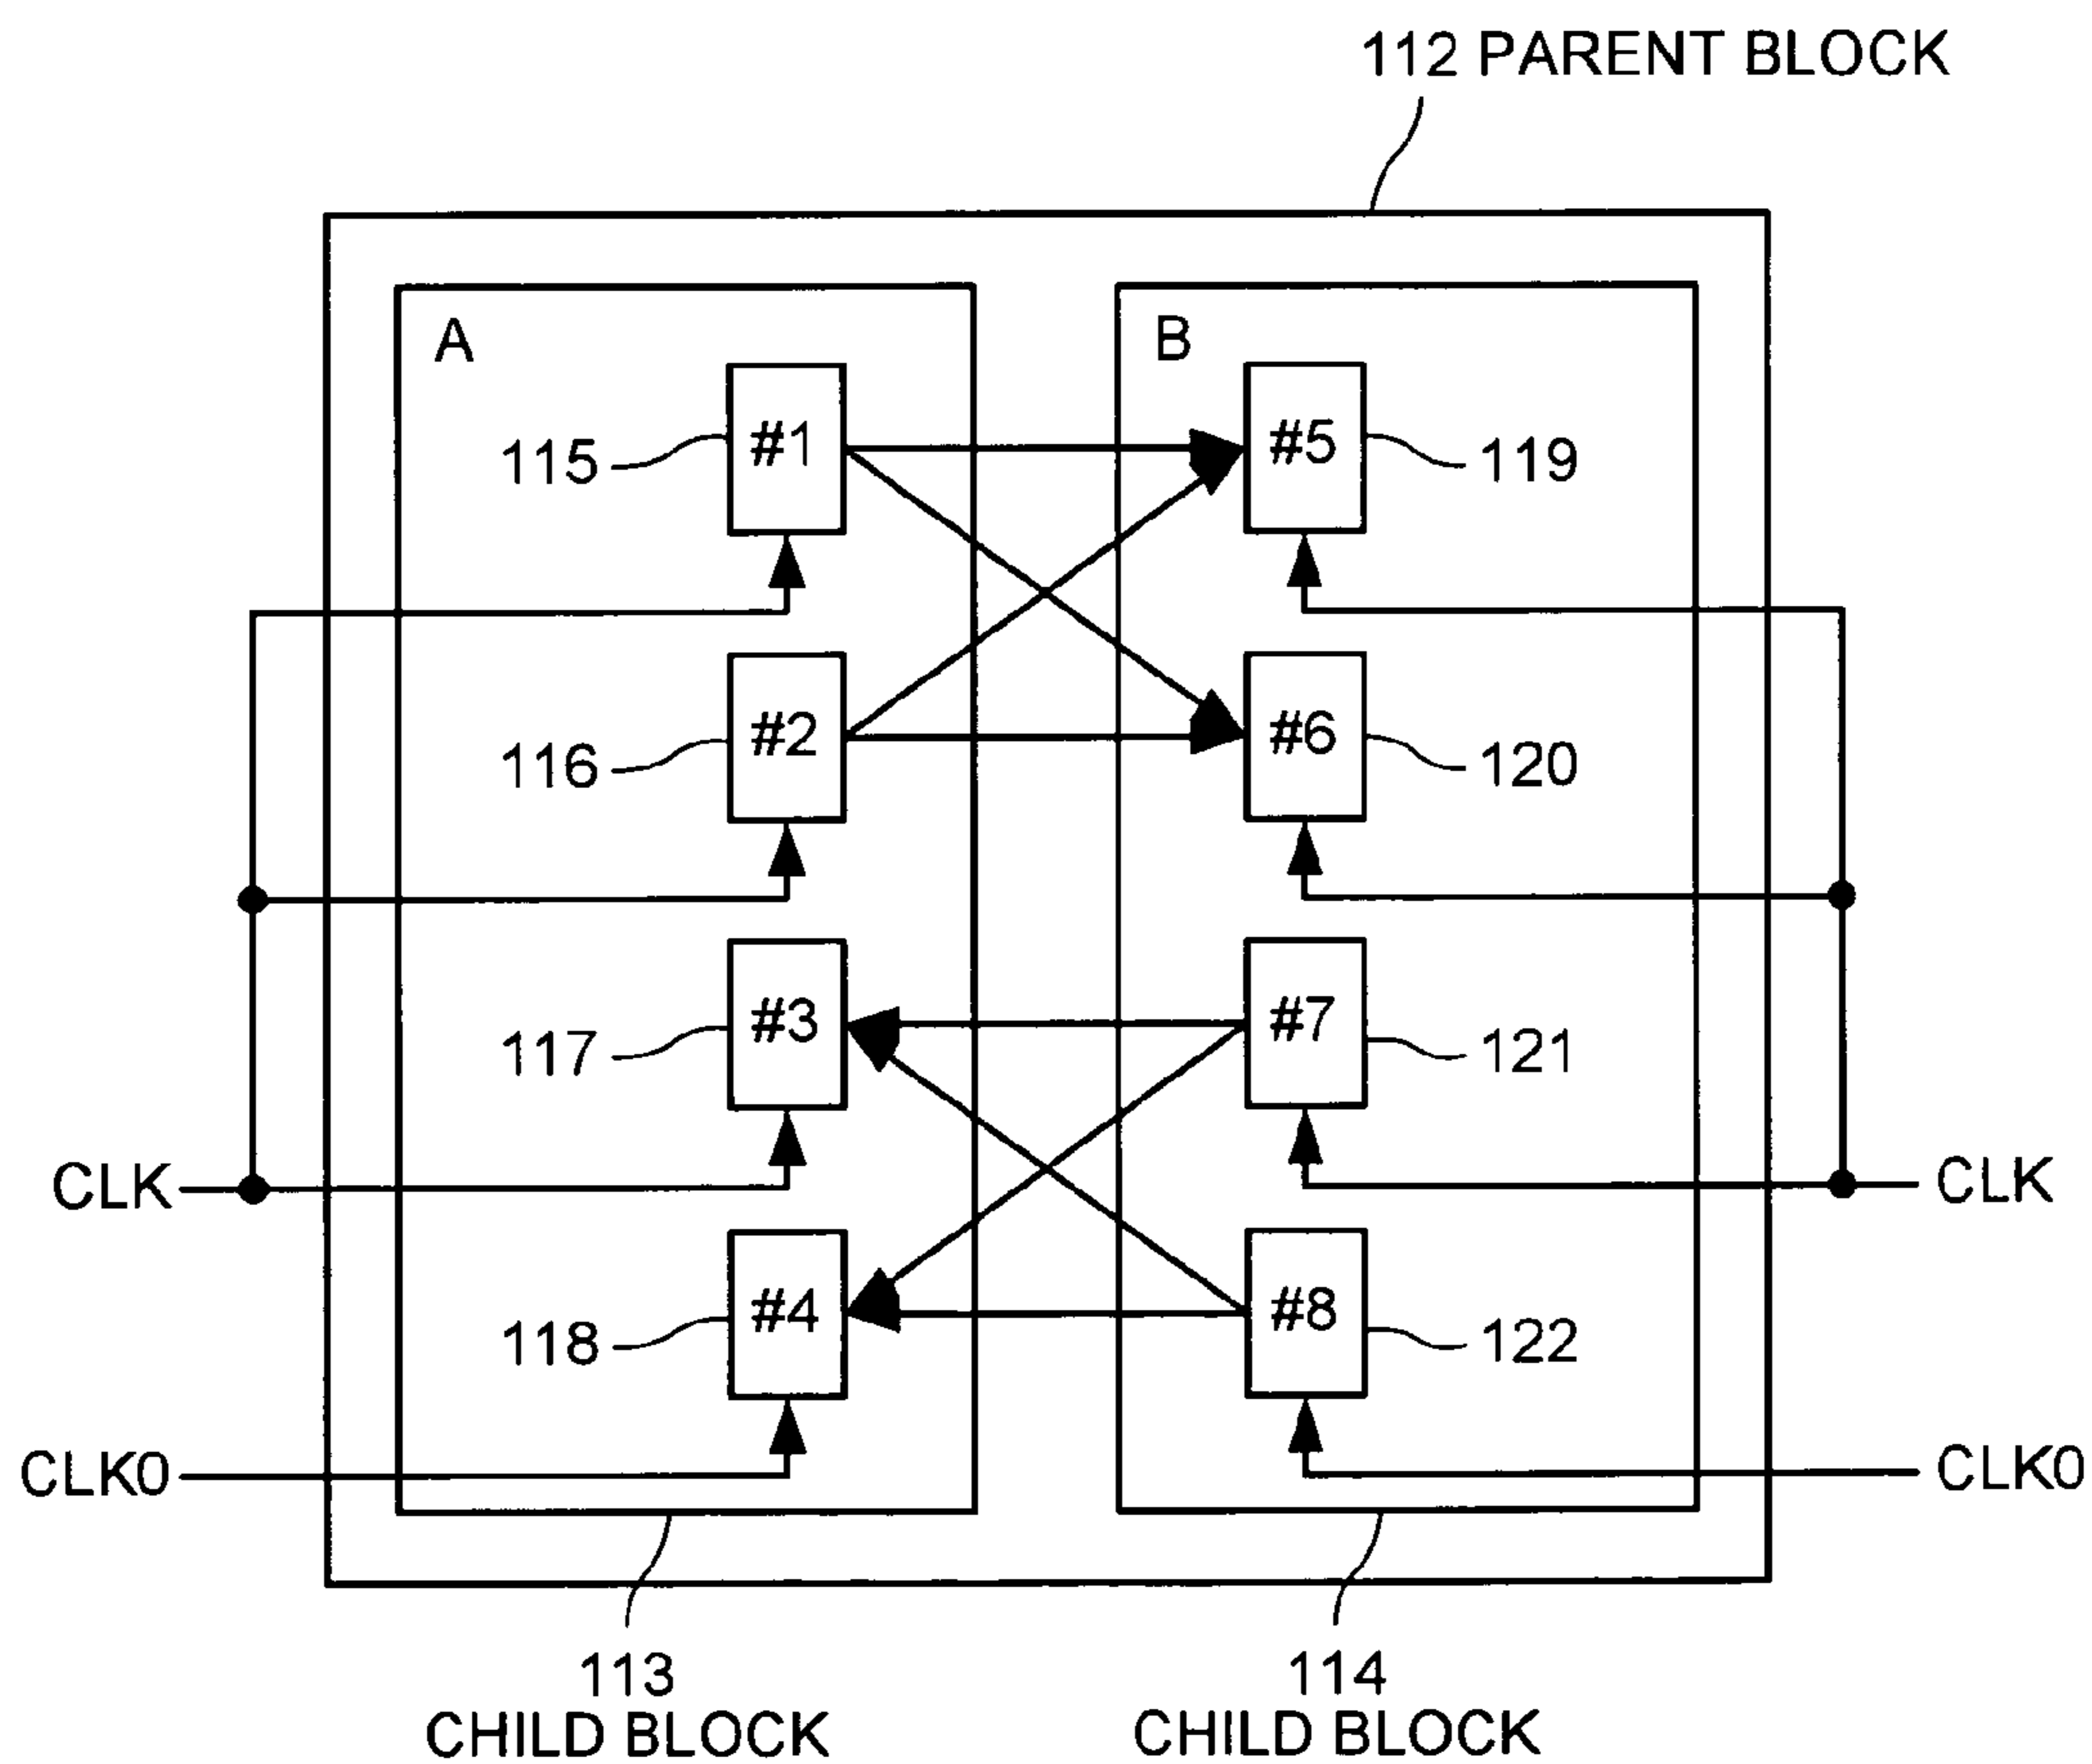 112 PARENT BLOCK
A
B
#1
#5
115
119
#2
#6
116
120
#3
#7
117
121
CLK
CLK
#4
#8
118
122
CLK0
CLK0
113
CHILD BLOCK
114
CHILD BLOCK